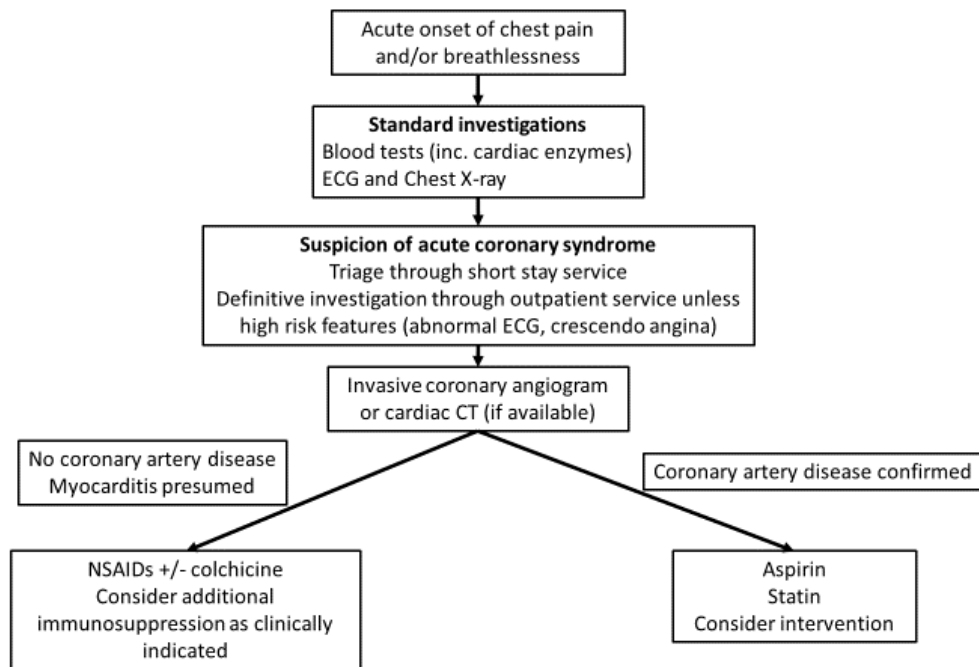 Acute onset of chest pain
and/or breathlessness
Standard investigations
Blood tests (inc. cardiac enzymes)
ECG and Chest X-ray
Suspicion of acute coronary syndrome
Triage through short stay service
Definitive investigation through outpatient service unless
high risk features (abnormal ECG, crescendo angina)
Invasive coronary angiogram
or cardiac CT (if available)
No coronary artery disease
Myocarditis presumed
Coronary artery disease confirmed
NSAIDs +/- colchicine
Consider additional
immunosuppression as clinically
indicated
Aspirin
Statin
Consider intervention